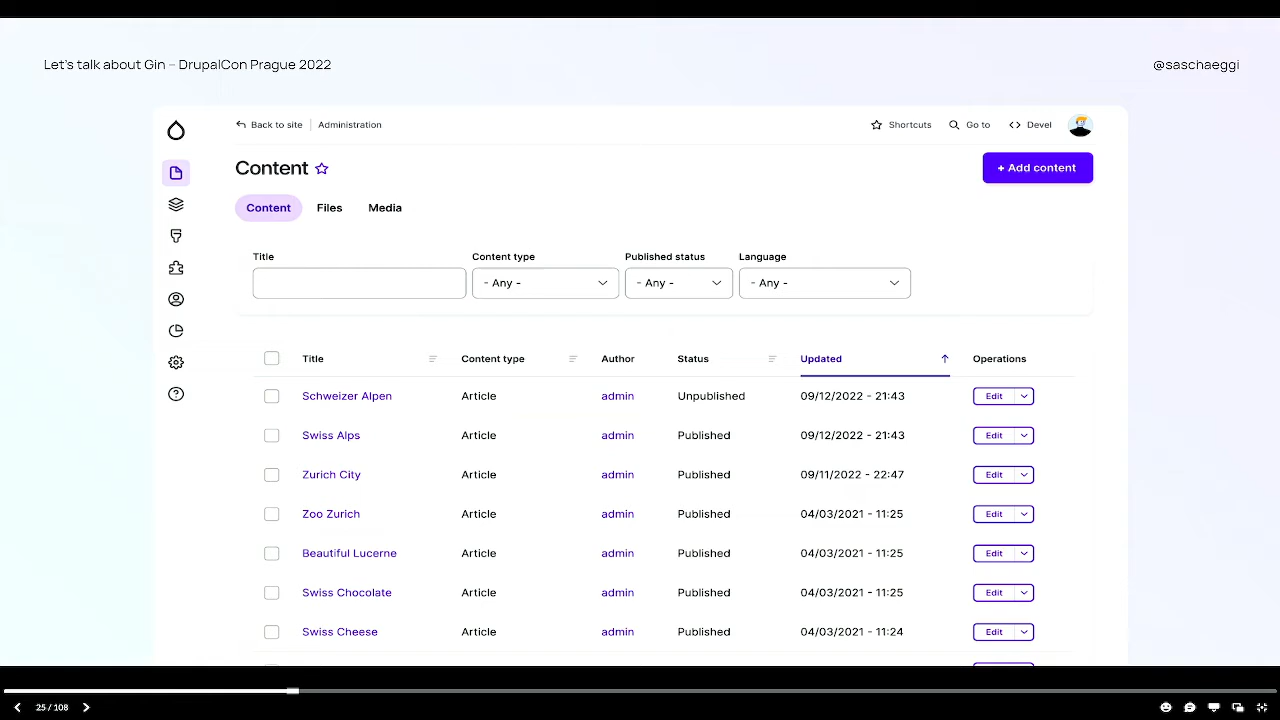 Let's talk about Gin – DrupalCon Prague 2022
@saschaeggi
Back to site Administration
Shortcuts Go to Devel
Content
+ Add content
Content Files Media
Title Content type Published status Language
- Any - - Any - - Any -
Title Content type Author Status Updated Operations
Schweizer Alpen Article admin Unpublished 09/12/2022 - 21:43 Edit
Swiss Alps Article admin Published 09/12/2022 - 21:43 Edit
Zurich City Article admin Published 09/11/2022 - 22:47 Edit
Zoo Zurich Article admin Published 04/03/2021 - 11:25 Edit
Beautiful Lucerne Article admin Published 04/03/2021 - 11:25 Edit
Swiss Chocolate Article admin Published 04/03/2021 - 11:25 Edit
Swiss Cheese Article admin Published 04/03/2021 - 11:24 Edit
25 / 108